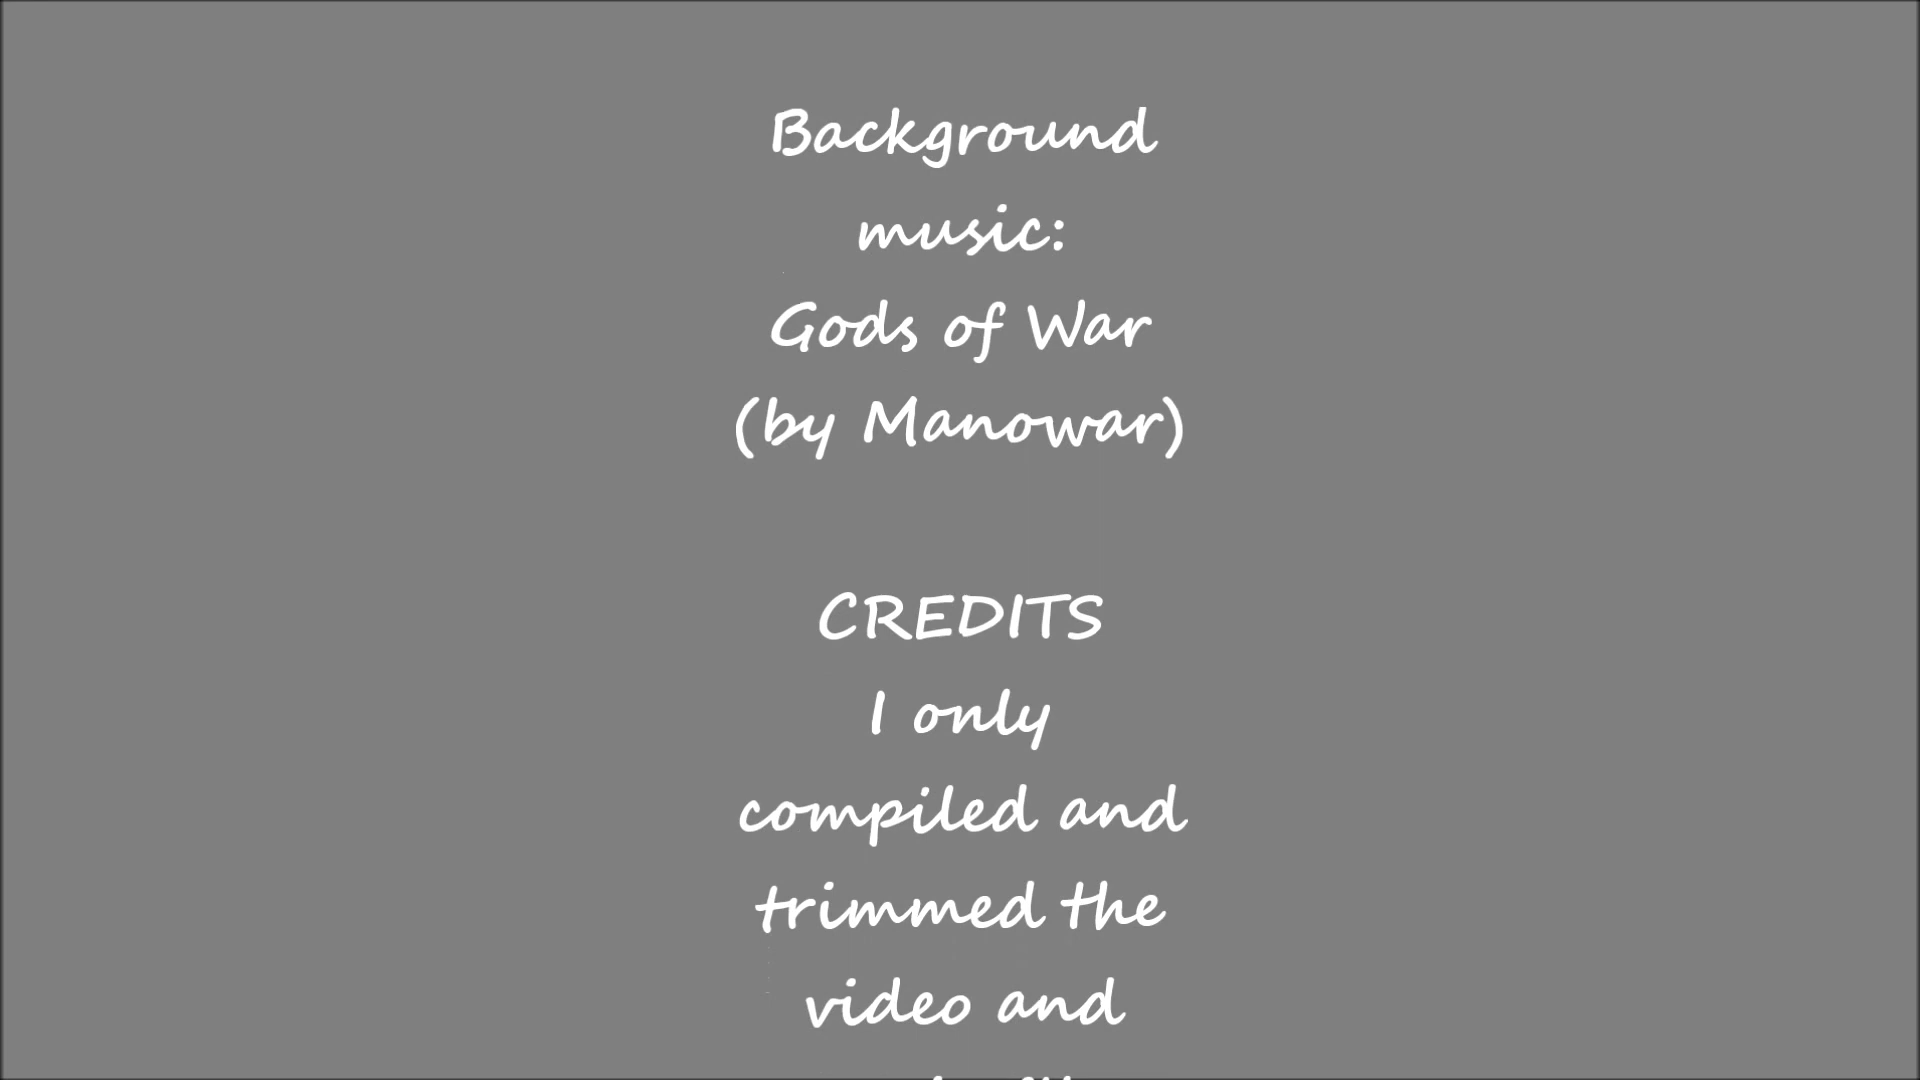 Background
music:
Gods of War
(by Manowar)
CREDITS
I only
compiled and
trimmed the
video and